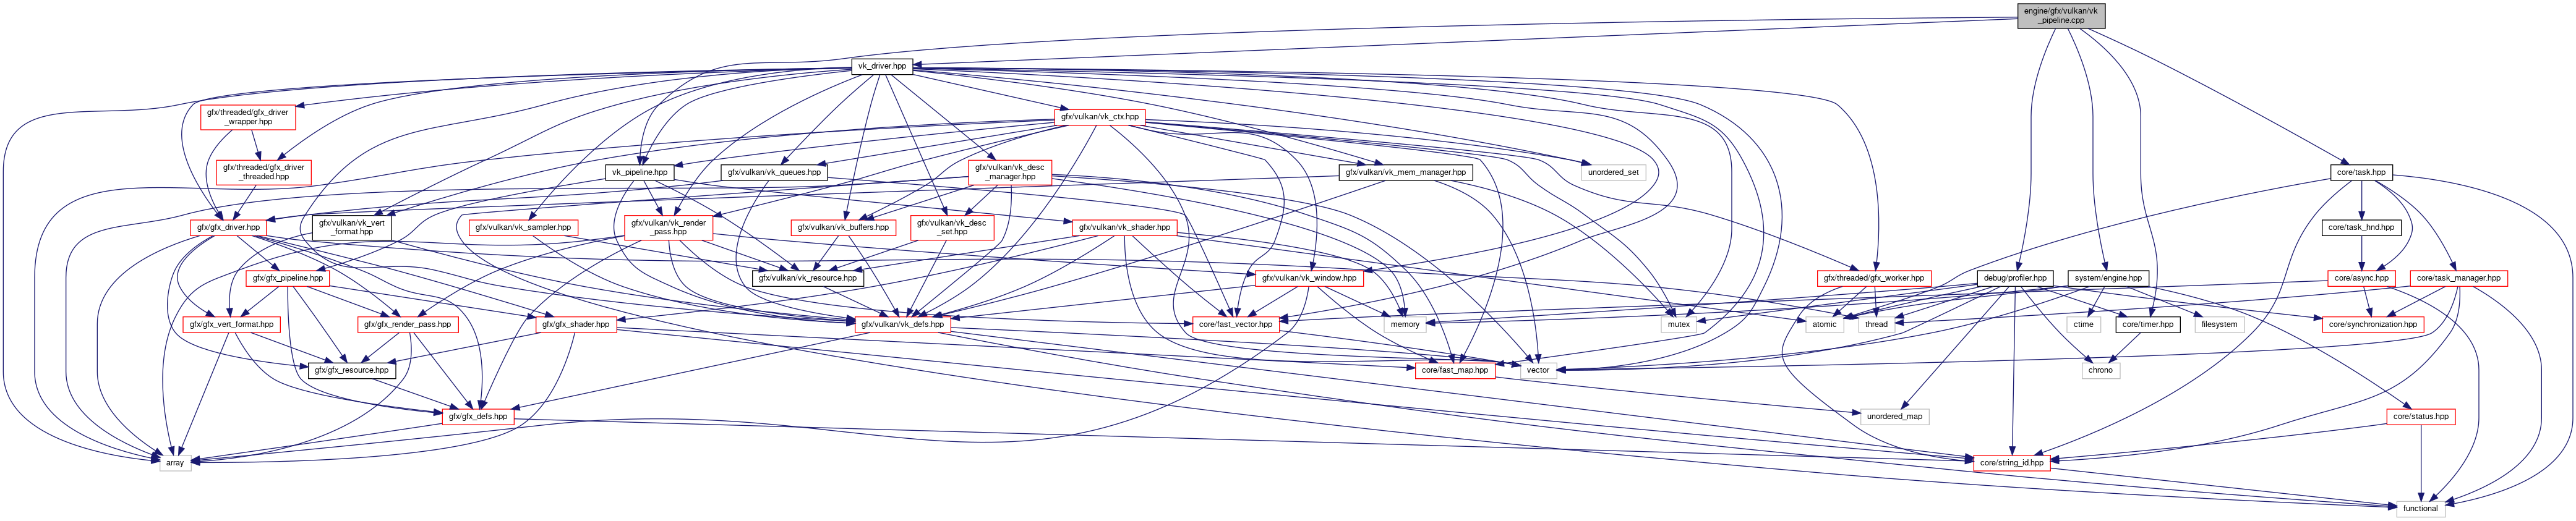 engine/gfx/vulkan/vk
_pipeline.cpp
vk_driver.hpp
gfx/threaded/gfx_driver
_wrapper.hpp
gfx/vulkan/vk_ctx.hpp
gfx/threaded/gfx_driver
_threaded.hpp
vk_pipeline.hpp
gfx/vulkan/vk_queues.hpp
gfx/vulkan/vk_desc
_manager.hpp
gfx/vulkan/vk_mem_manager.hpp
unordered_set
core/task.hpp
gfx/gfx_driver.hpp
gfx/vulkan/vk_vert
_format.hpp
gfx/vulkan/vk_sampler.hpp
gfx/vulkan/vk_render
_pass.hpp
gfx/vulkan/vk_buffers.hpp
gfx/vulkan/vk_desc
_set.hpp
gfx/vulkan/vk_shader.hpp
core/task_hnd.hpp
gfx/gfx_pipeline.hpp
gfx/vulkan/vk_resource.hpp
gfx/vulkan/vk_window.hpp
gfx/threaded/gfx_worker.hpp
debug/profiler.hpp
system/engine.hpp
core/async.hpp
core/task_manager.hpp
gfx/gfx_vert_format.hpp
gfx/gfx_render_pass.hpp
gfx/gfx_shader.hpp
gfx/vulkan/vk_defs.hpp
core/fast_vector.hpp
memory
mutex
atomic
thread
ctime
core/timer.hpp
filesystem
core/synchronization.hpp
gfx/gfx_resource.hpp
core/fast_map.hpp
vector
chrono
gfx/gfx_defs.hpp
unordered_map
core/status.hpp
array
core/string_id.hpp
functional